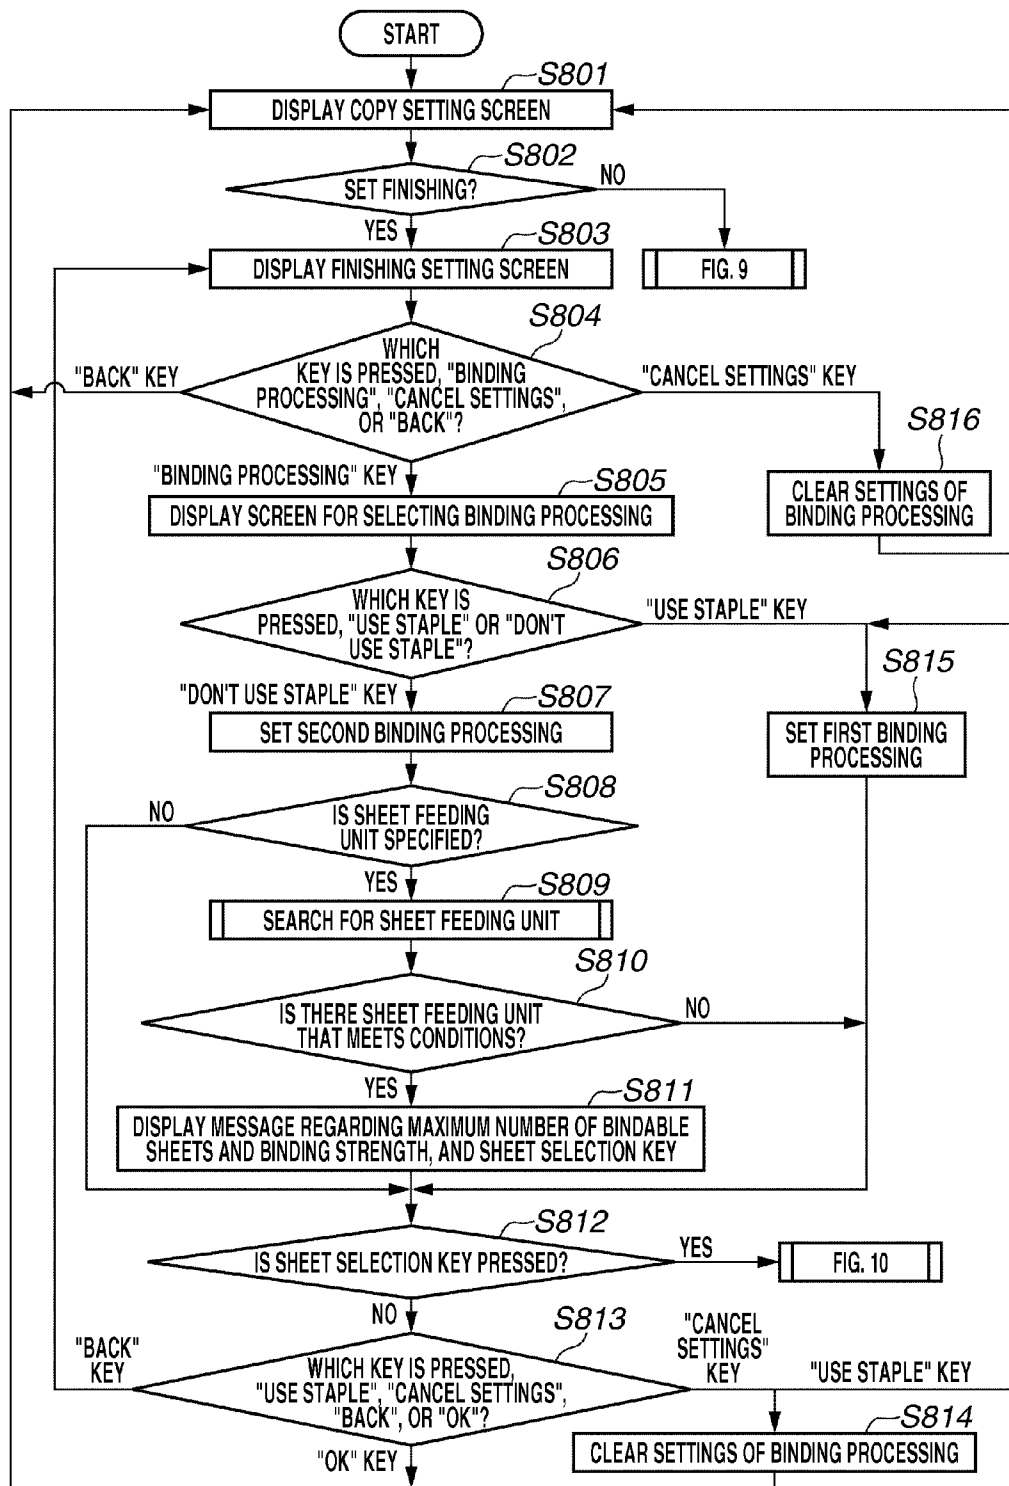 START
S801
DISPLAY COPY SETTING SCREEN
S802
SET FINISHING?
NO
YES
S803
DISPLAY FINISHING SETTING SCREEN
FIG. 9
S804
WHICH
KEY IS PRESSED, "BINDING
PROCESSING", "CANCEL SETTINGS",
OR "BACK"?
"BACK" KEY
"CANCEL SETTINGS" KEY
S816
CLEAR SETTINGS OF
BINDING PROCESSING
"BINDING PROCESSING" KEY
S805
DISPLAY SCREEN FOR SELECTING BINDING PROCESSING
S806
WHICH KEY IS
PRESSED, "USE STAPLE" OR "DON'T
USE STAPLE"?
"USE STAPLE" KEY
S815
SET FIRST BINDING
PROCESSING
"DON'T USE STAPLE" KEY
S807
SET SECOND BINDING PROCESSING
S808
NO
IS SHEET FEEDING
UNIT SPECIFIED?
YES
S809
SEARCH FOR SHEET FEEDING UNIT
S810
IS THERE SHEET FEEDING UNIT
THAT MEETS CONDITIONS?
NO
YES
S811
DISPLAY MESSAGE REGARDING MAXIMUM NUMBER OF BINDABLE
SHEETS AND BINDING STRENGTH, AND SHEET SELECTION KEY
S812
IS SHEET SELECTION KEY PRESSED?
YES
FIG. 10
NO
S813
"BACK"
KEY
WHICH KEY IS PRESSED,
"USE STAPLE", "CANCEL SETTINGS",
"BACK", OR "OK"?
"CANCEL
SETTINGS"
KEY
"USE STAPLE" KEY
S814
CLEAR SETTINGS OF BINDING PROCESSING
"OK" KEY